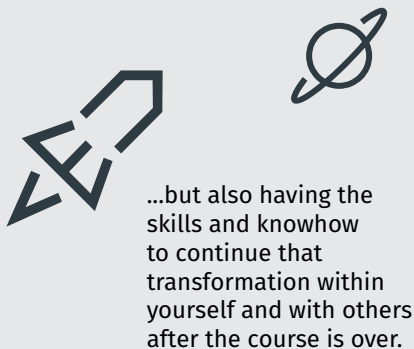 ...but also having the
skills and knowhow
to continue that
transformation within
yourself and with others
after the course is over.